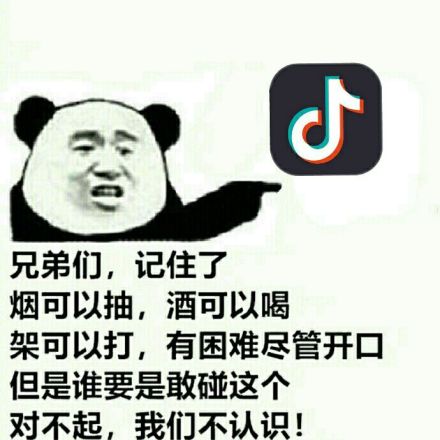 兄弟们，记住了
烟可以抽，酒可以喝
架可以打，有困难尽管开口
但是谁要是敢碰这个
对不起，我们不认识！